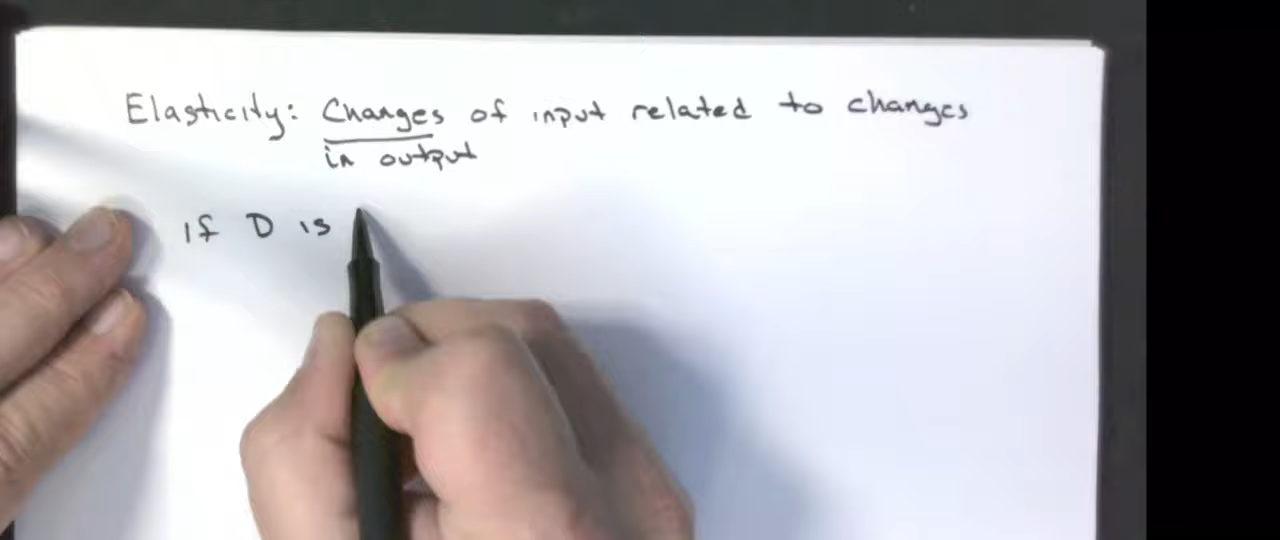 Elasticity: Changes of input related to changes
in output
If D is